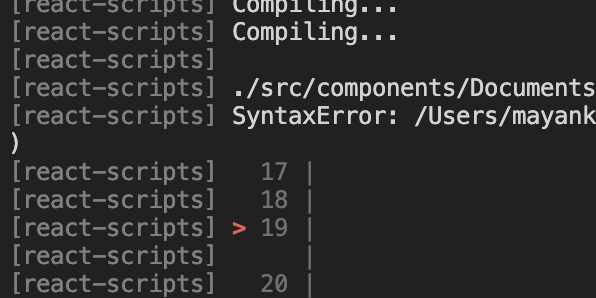 [react-scripts] Compiling...
[react-scripts] Compiling...
[react-scripts]
[react-scripts] ./src/components/Documents
[react-scripts] SyntaxError: /Users/mayank
)
[react-scripts]   17 |
[react-scripts]   18 |
[react-scripts] > 19 |
[react-scripts]      |
[react-scripts]   20 |